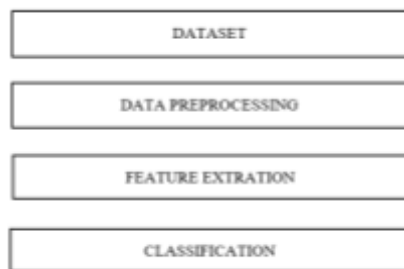 DATASET
DATA PREPROCESSING
FEATURE EXTRATION
CLASSIFICATION